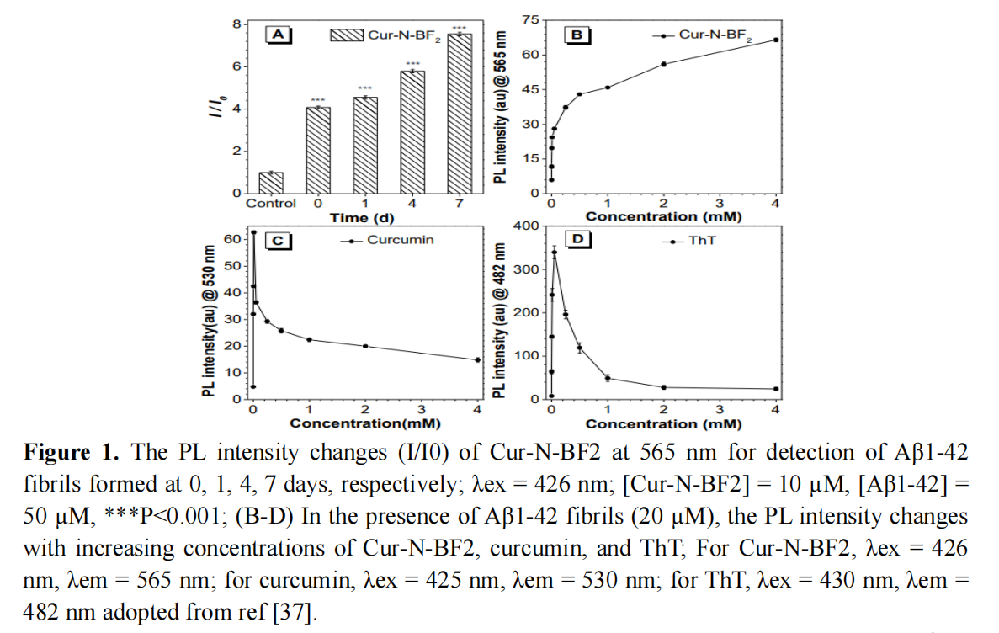 8
A
Cur-N-BF2
***
6
***
I / I0
4
***
***
2
0
Control
0
1
4
7
Time (d)
75
B
Cur-N-BF2
60
45
30
15
0
PL intensity (au)@ 565 nm
0
1
2
3
4
Concentration (mM)
60
C
Curcumin
50
40
30
20
10
0
PL intensity(au) @ 530 nm
0
1
2
3
4
Concentration(mM)
400
D
ThT
300
200
100
0
PL intensity (au) @ 482 nm
0
1
2
3
4
Concentration (mM)
Figure 1. The PL intensity changes (I/I0) of Cur-N-BF2 at 565 nm for detection of Aβ1-42
fibrils formed at 0, 1, 4, 7 days, respectively; λex = 426 nm; [Cur-N-BF2] = 10 μM, [Aβ1-42] =
50 μM, ***P<0.001; (B-D) In the presence of Aβ1-42 fibrils (20 μM), the PL intensity changes
with increasing concentrations of Cur-N-BF2, curcumin, and ThT; For Cur-N-BF2, λex = 426
nm, λem = 565 nm; for curcumin, λex = 425 nm, λem = 530 nm; for ThT, λex = 430 nm, λem =
482 nm adopted from ref [37].